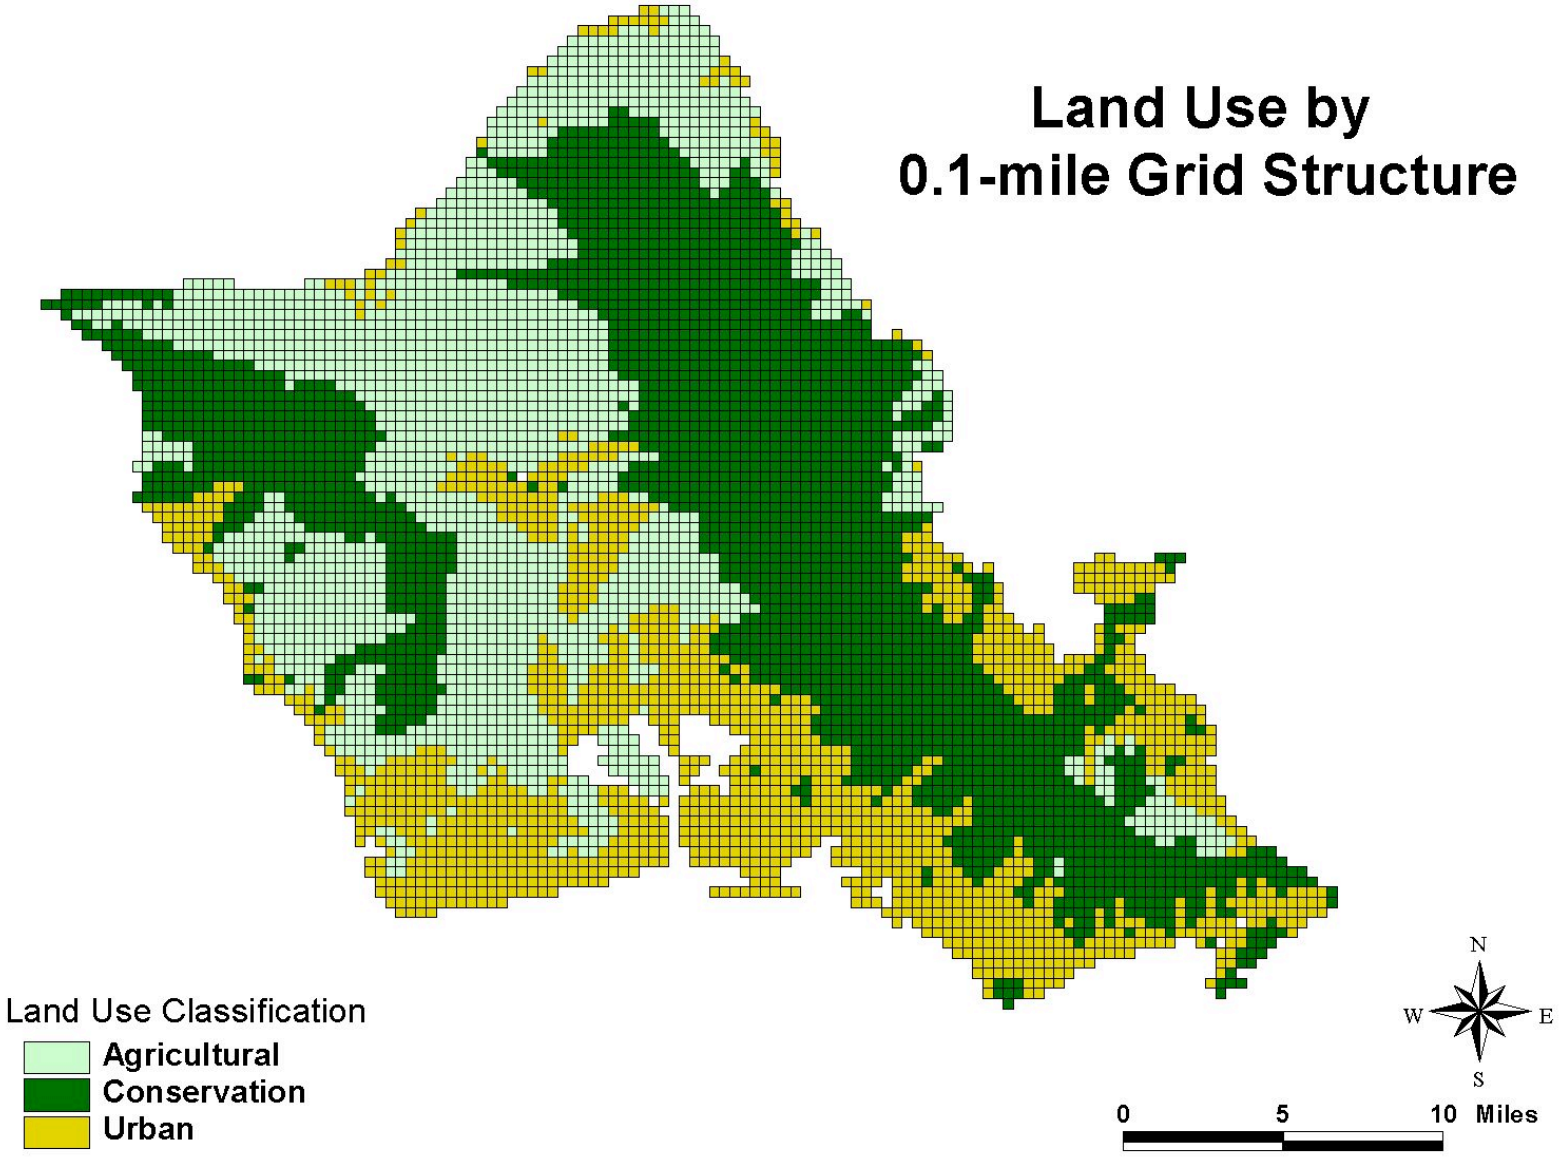 Land Use by
0.1-mile Grid Structure
N
W
E
S
Land Use Classification
Agricultural
Conservation
Urban
0 5 10 Miles